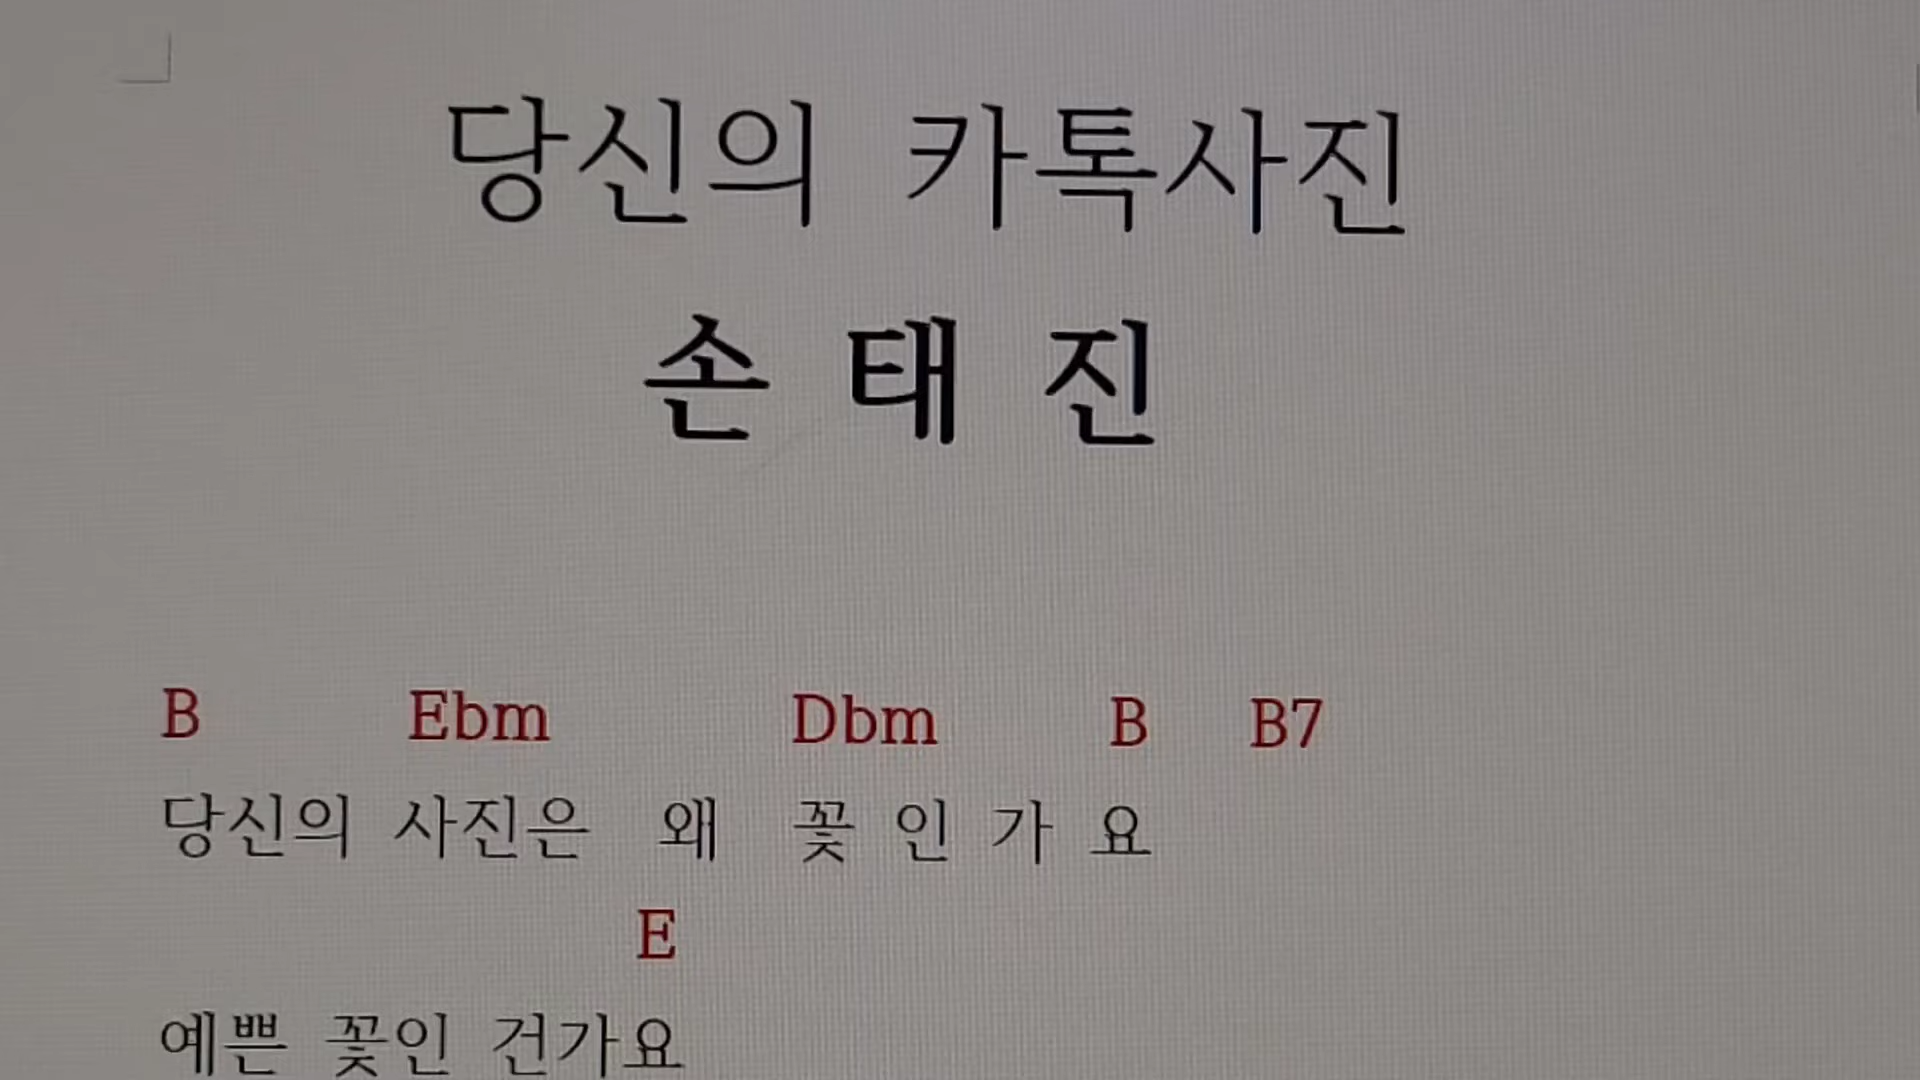 당신의 카톡사진
손 태 진
B Ebm Dbm B B7
당신의 사진은 왜 꽃 인 가 요
E
예쁜 꽃인 건가요